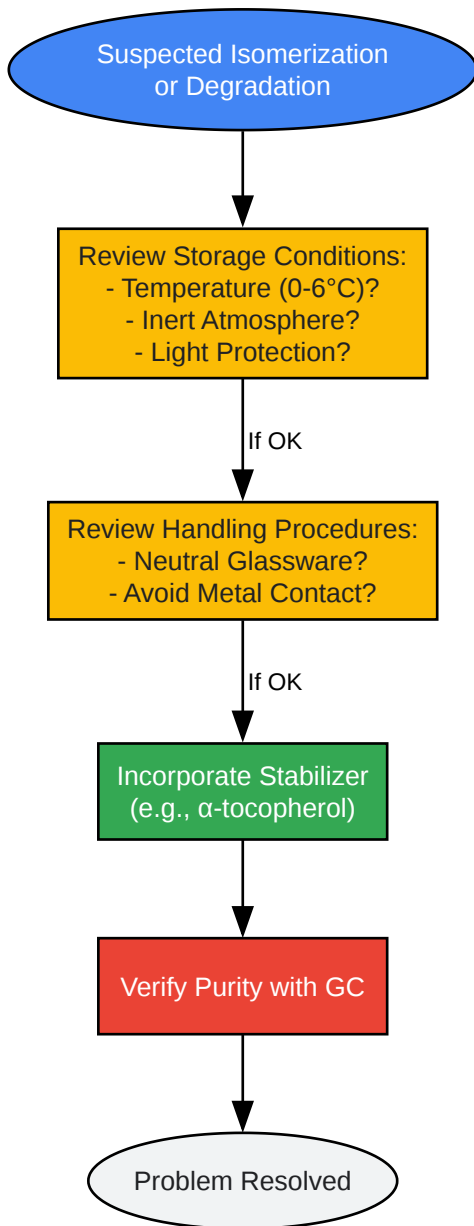 Suspected Isomerization
or Degradation
Review Storage Conditions:
- Temperature (0-6°C)?
- Inert Atmosphere?
- Light Protection?
If OK
Review Handling Procedures:
- Neutral Glassware?
- Avoid Metal Contact?
If OK
Incorporate Stabilizer
(e.g., α-tocopherol)
Verify Purity with GC
Problem Resolved